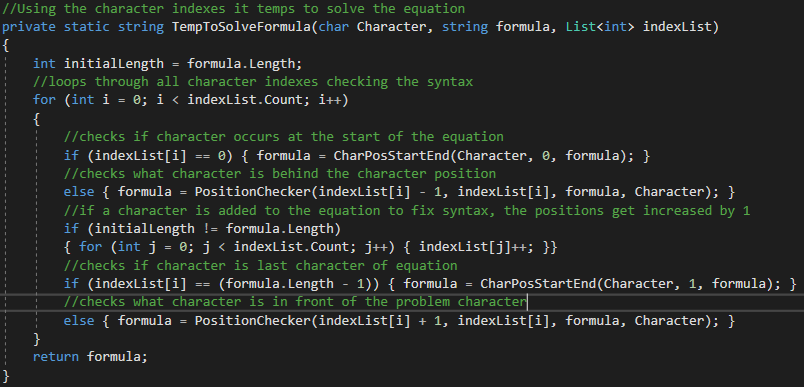 //Using the character indexes it temps to solve the equation
private static string TempToSolveFormula(char Character, string formula, List<int> indexList)
{
int initialLength = formula.Length;
//loops through all character indexes checking the syntax
for (int i = 0; i < indexList.Count; i++)
{
//checks if character occurs at the start of the equation
if (indexList[i] == 0) { formula = CharPosStartEnd(Character, 0, formula); }
//checks what character is behind the character position
else { formula = PositionChecker(indexList[i] - 1, indexList[i], formula, Character); }
//if a character is added to the equation to fix syntax, the positions get increased by 1
if (initialLength != formula.Length)
{ for (int j = 0; j < indexList.Count; j++) { indexList[j]++; }}
//checks if character is last character of equation
if (indexList[i] == (formula.Length - 1)) { formula = CharPosStartEnd(Character, 1, formula); }
//checks what character is in front of the problem character
else { formula = PositionChecker(indexList[i] + 1, indexList[i], formula, Character); }
}
return formula;
}